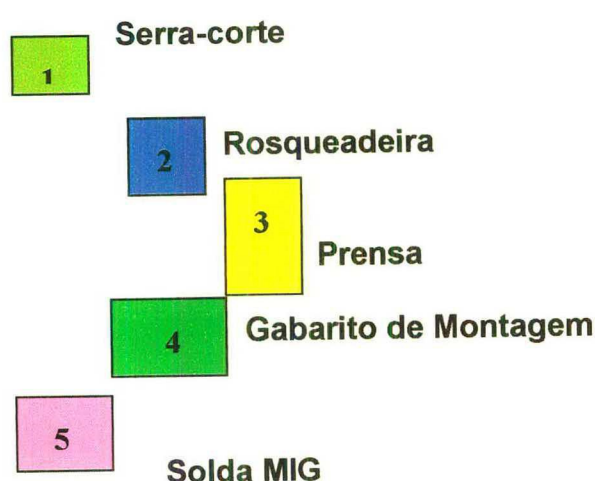 Serra-corte
1
Rosqueadeira
2
3
Prensa
Gabarito de Montagem
4
5
Solda MIG